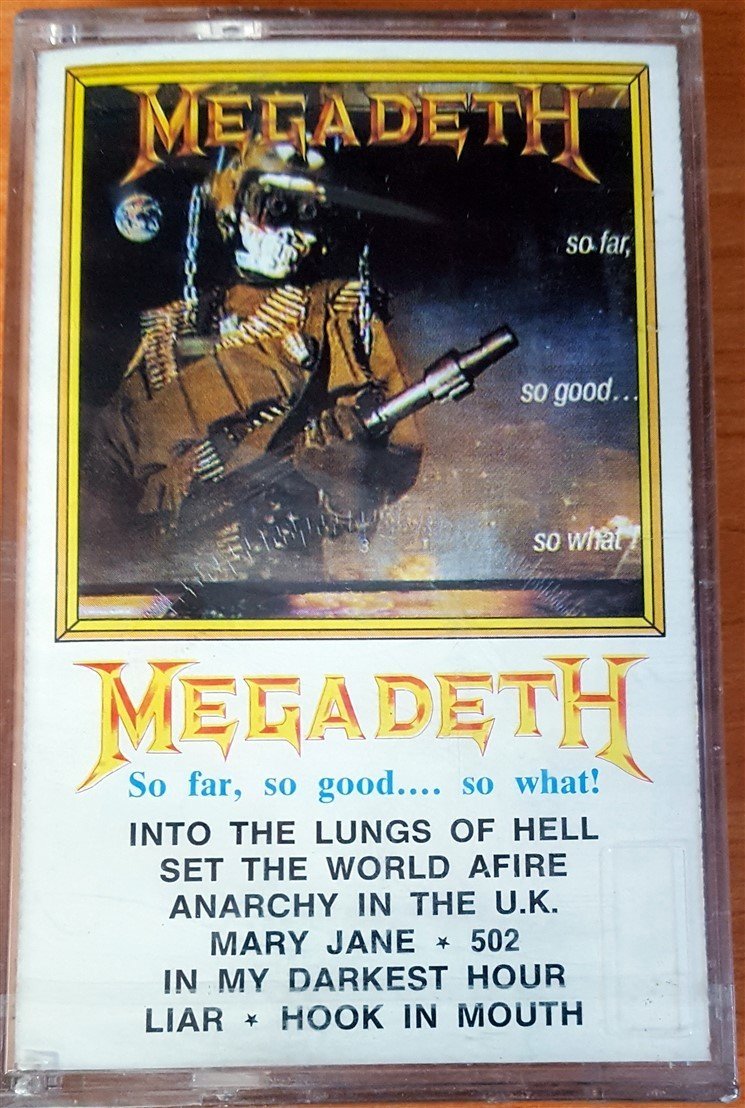 MEGADETH
so far,
so good...
so what!
MEGADETH
So far, so good.... so what!
INTO THE LUNGS OF HELL
SET THE WORLD AFIRE
ANARCHY IN THE U.K.
MARY JANE ★ 502
IN MY DARKEST HOUR
LIAR ★ HOOK IN MOUTH